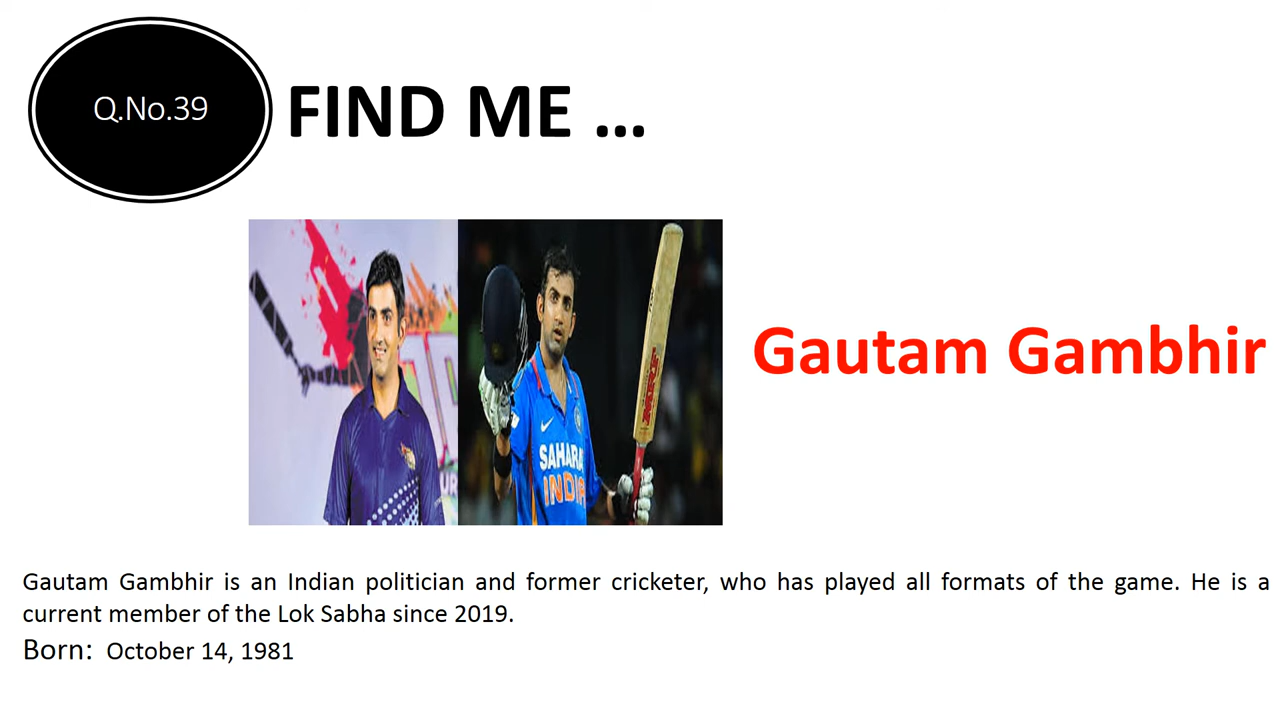 Q.No.39
FIND ME ...
SAHARA
INDIA
MRF
Gautam Gambhir
Gautam Gambhir is an Indian politician and former cricketer, who has played all formats of the game. He is a
current member of the Lok Sabha since 2019.
Born: October 14, 1981